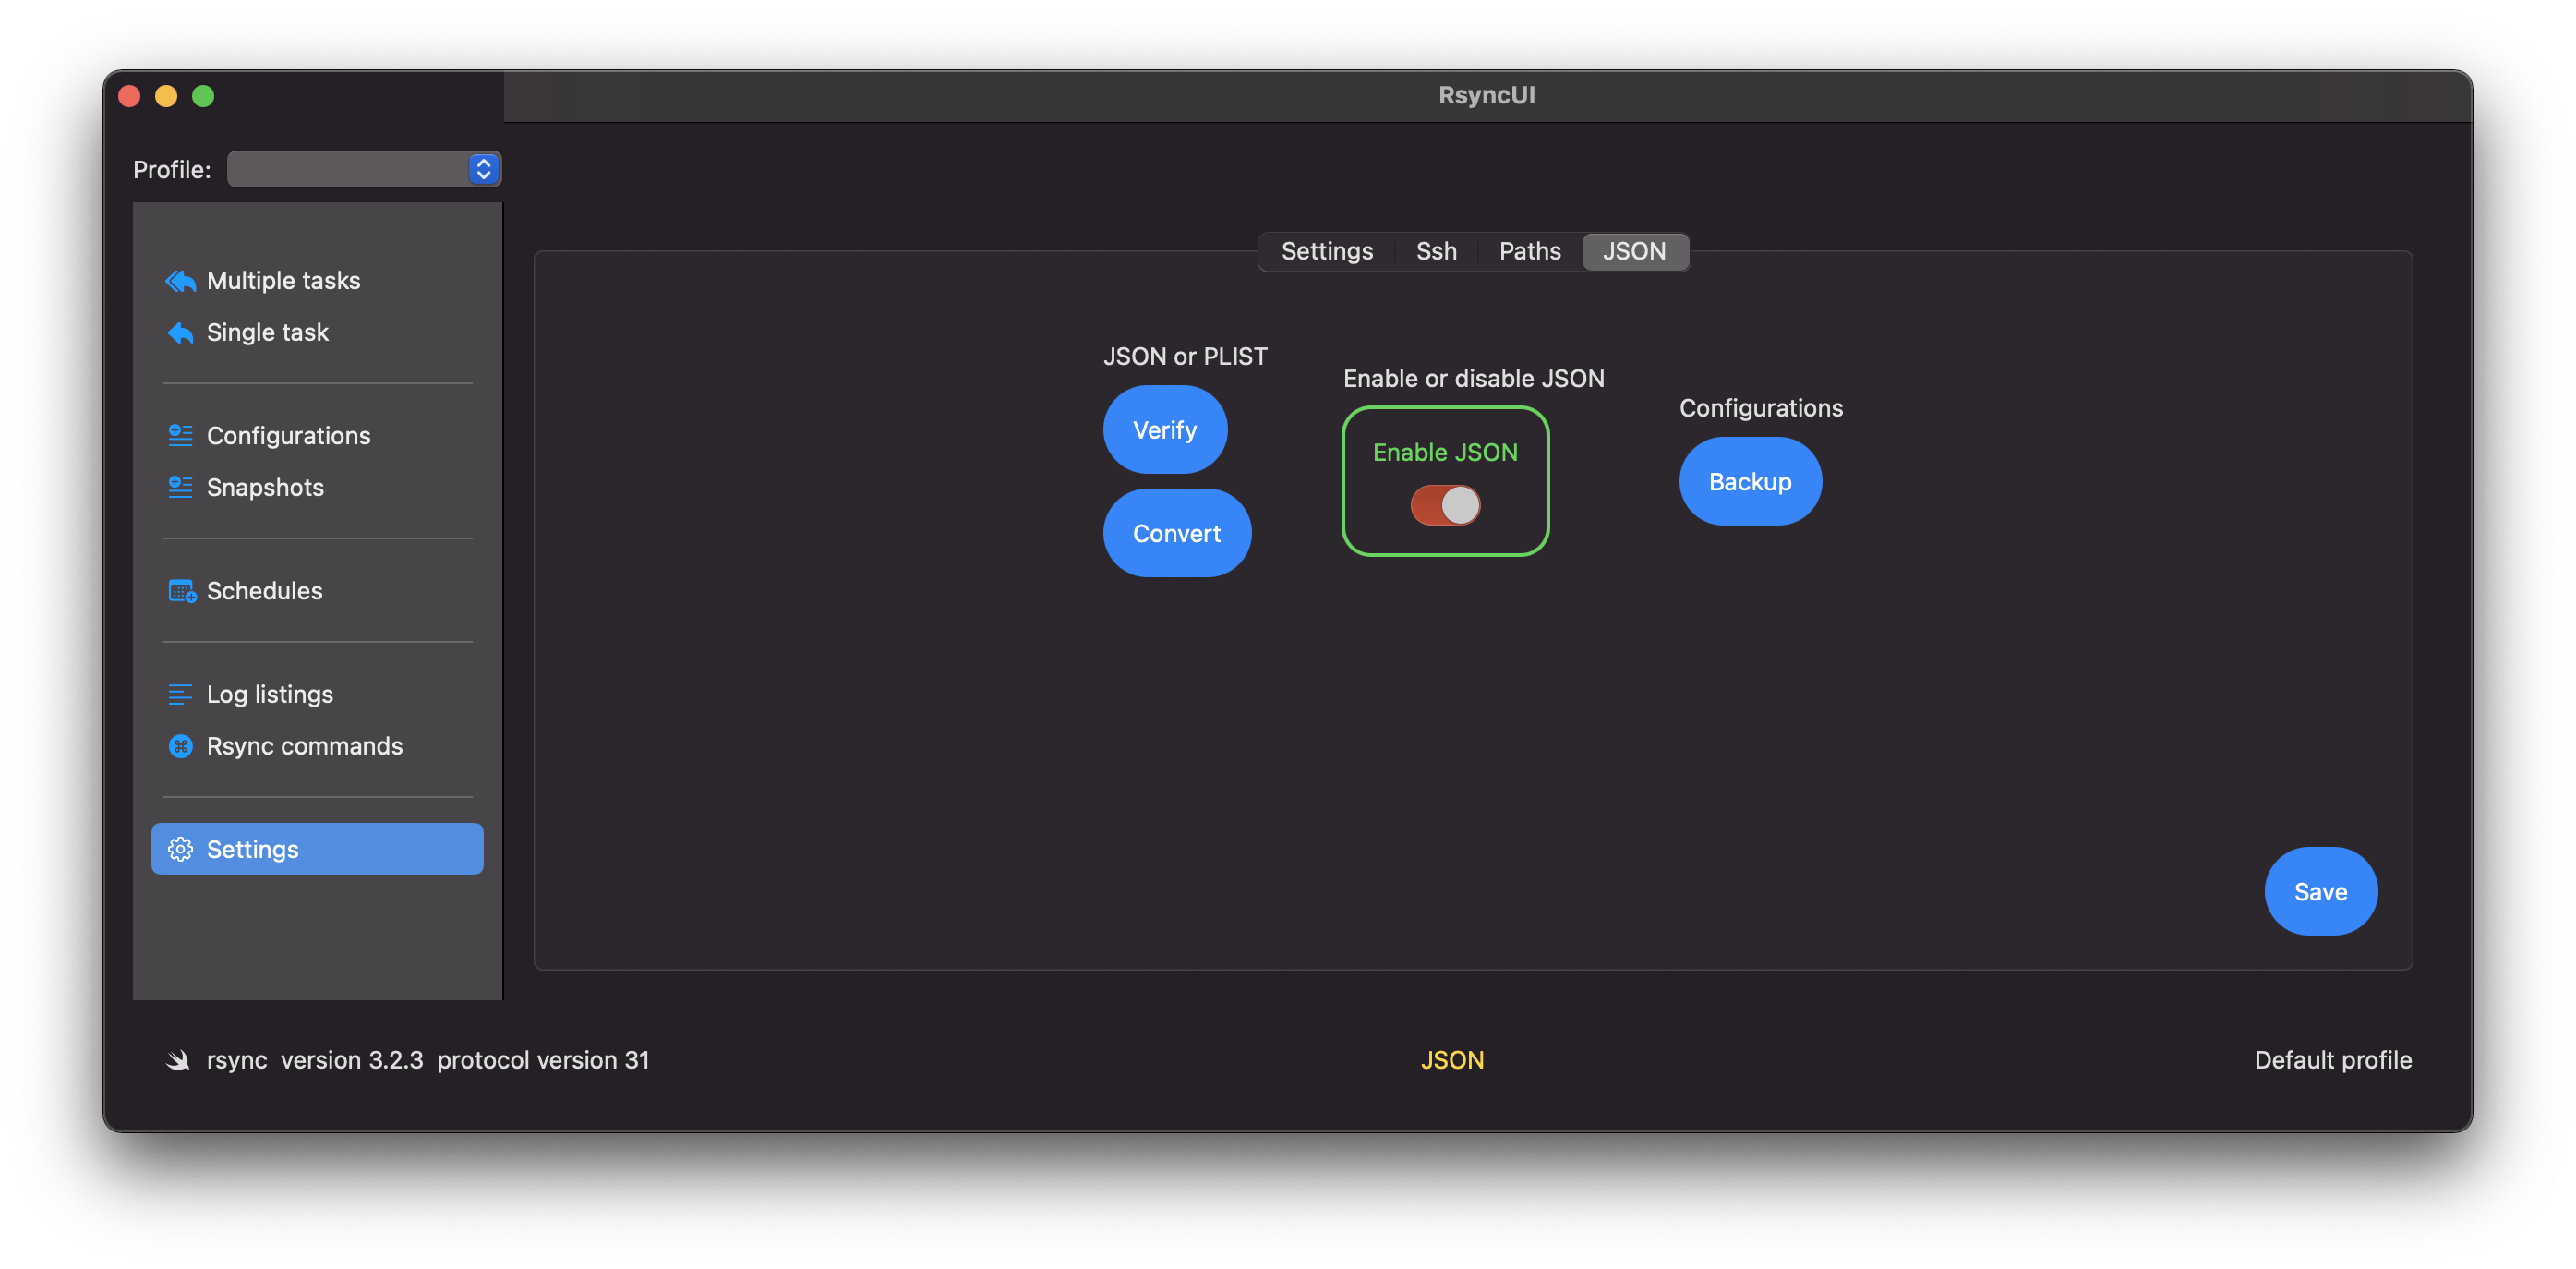 RsyncUI
Profile:
Multiple tasks
Single task
Configurations
Snapshots
Schedules
Log listings
Rsync commands
Settings
Settings Ssh Paths JSON
JSON or PLIST
Verify
Convert
Enable or disable JSON
Enable JSON
Configurations
Backup
Save
rsync version 3.2.3 protocol version 31
JSON
Default profile